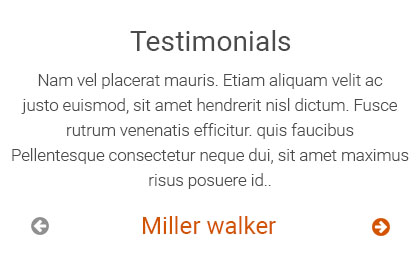 Testimonials
Nam vel placerat mauris. Etiam aliquam velit ac
justo euismod, sit amet hendrerit nisl dictum. Fusce
rutrum venenatis efficitur. quis faucibus
Pellentesque consectetur neque dui, sit amet maximus
risus posuere id..
Miller walker